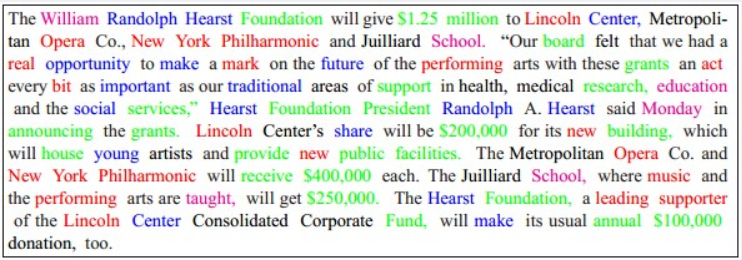 The William Randolph Hearst Foundation will give $1.25 million to Lincoln Center, Metropoli-
tan Opera Co., New York Philharmonic and Juilliard School. “Our board felt that we had a
real opportunity to make a mark on the future of the performing arts with these grants an act
every bit as important as our traditional areas of support in health, medical research, education
and the social services,” Hearst Foundation President Randolph A. Hearst said Monday in
announcing the grants. Lincoln Center’s share will be $200,000 for its new building, which
will house young artists and provide new public facilities. The Metropolitan Opera Co. and
New York Philharmonic will receive $400,000 each. The Juilliard School, where music and
the performing arts are taught, will get $250,000. The Hearst Foundation, a leading supporter
of the Lincoln Center Consolidated Corporate Fund, will make its usual annual $100,000
donation, too.